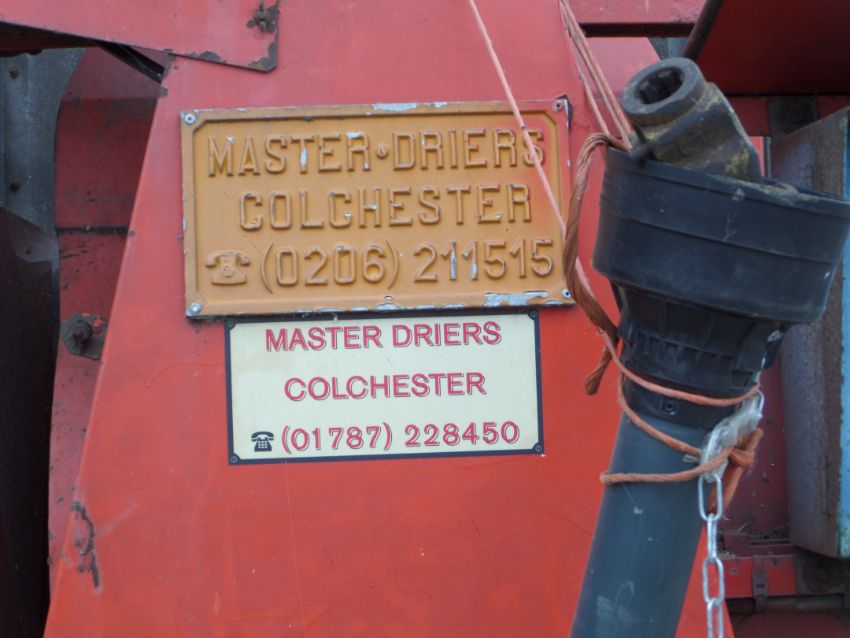 MASTER DRIERS
COLCHESTER
(0206) 211515
MASTER DRIERS
COLCHESTER
(01787) 228450